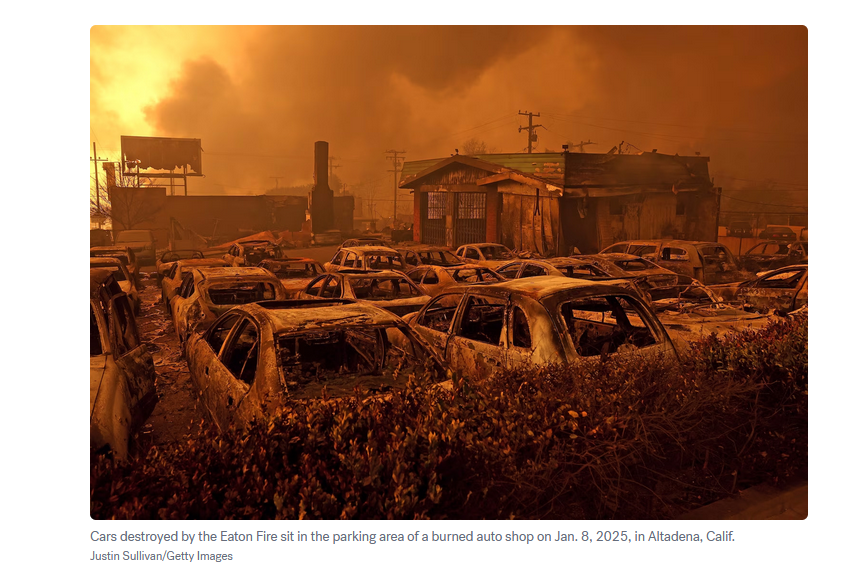 Cars destroyed by the Eaton Fire sit in the parking area of a burned auto shop on Jan. 8, 2025, in Altadena, Calif.
Justin Sullivan/Getty Images